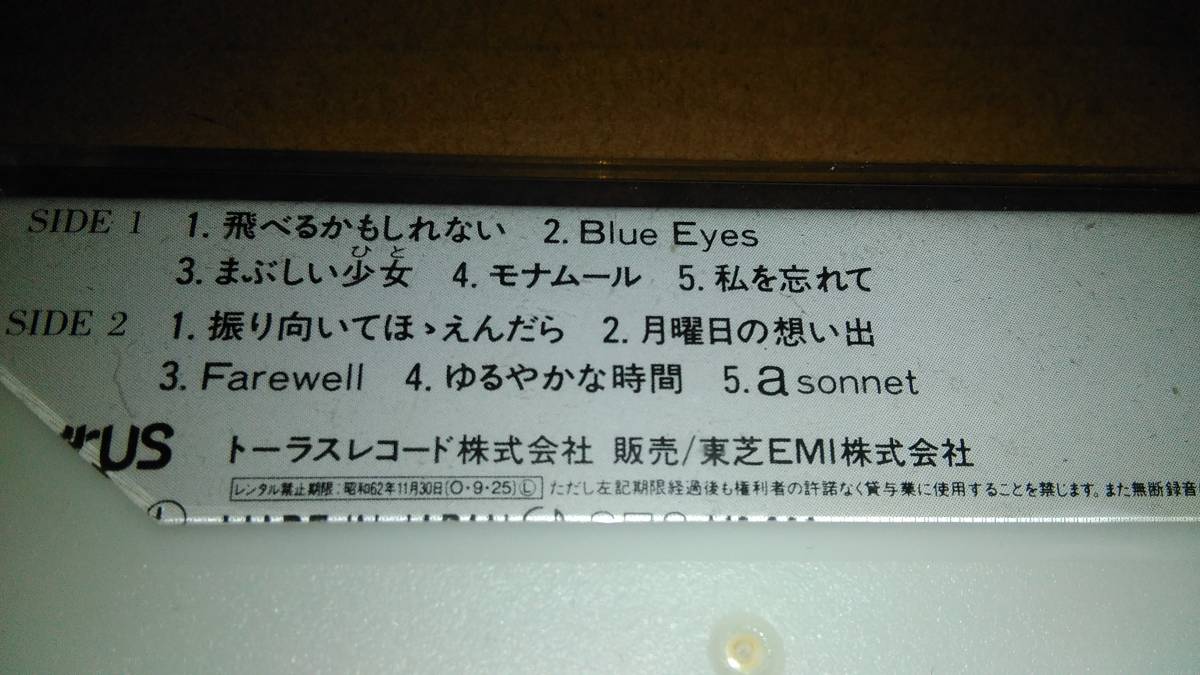 SIDE 1 1. 飛べるかもしれない 2. Blue Eyes
ひと
3. まぶしい少女 4. モナムール 5. 私を忘れて
SIDE 2 1. 振り向いてほゝえんだら 2. 月曜日の想い出
3. Farewell 4. ゆるやかな時間 5. a sonnet
トーラスレコード株式会社 販売/東芝EMI株式会社
レンタル禁止期限:昭和62年11月30日(O・9・25)Ⓛ ただし左記期限経過後も権利者の許諾なく貸与業に使用することを禁じます。また無断録音